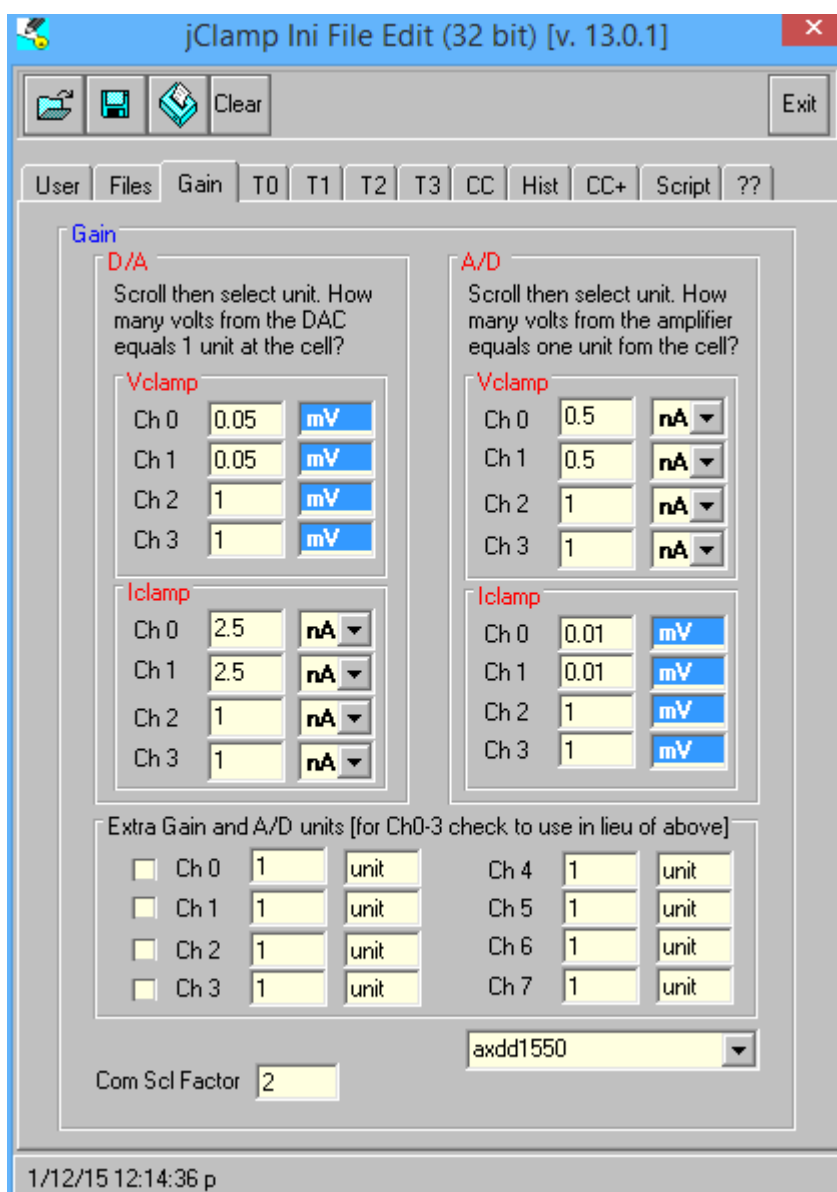 jClamp Ini File Edit (32 bit) [v. 13.0.1]
Clear
Exit
User Files Gain T0 T1 T2 T3 CC Hist CC+ Script ??
Gain
D/A
Scroll then select unit. How
many volts from the DAC
equals 1 unit at the cell?
Vclamp
Ch 0 0.05 mV
Ch 1 0.05 mV
Ch 2 1 mV
Ch 3 1 mV
Iclamp
Ch 0 2.5 nA
Ch 1 2.5 nA
Ch 2 1 nA
Ch 3 1 nA
A/D
Scroll then select unit. How
many volts from the amplifier
equals one unit fom the cell?
Vclamp
Ch 0 0.5 nA
Ch 1 0.5 nA
Ch 2 1 nA
Ch 3 1 nA
Iclamp
Ch 0 0.01 mV
Ch 1 0.01 mV
Ch 2 1 mV
Ch 3 1 mV
Extra Gain and A/D units [for Ch0-3 check to use in lieu of above]
Ch 0 1 unit
Ch 1 1 unit
Ch 2 1 unit
Ch 3 1 unit
Ch 4 1 unit
Ch 5 1 unit
Ch 6 1 unit
Ch 7 1 unit
axdd1550
Com Scl Factor 2
1/12/15 12:14:36 p